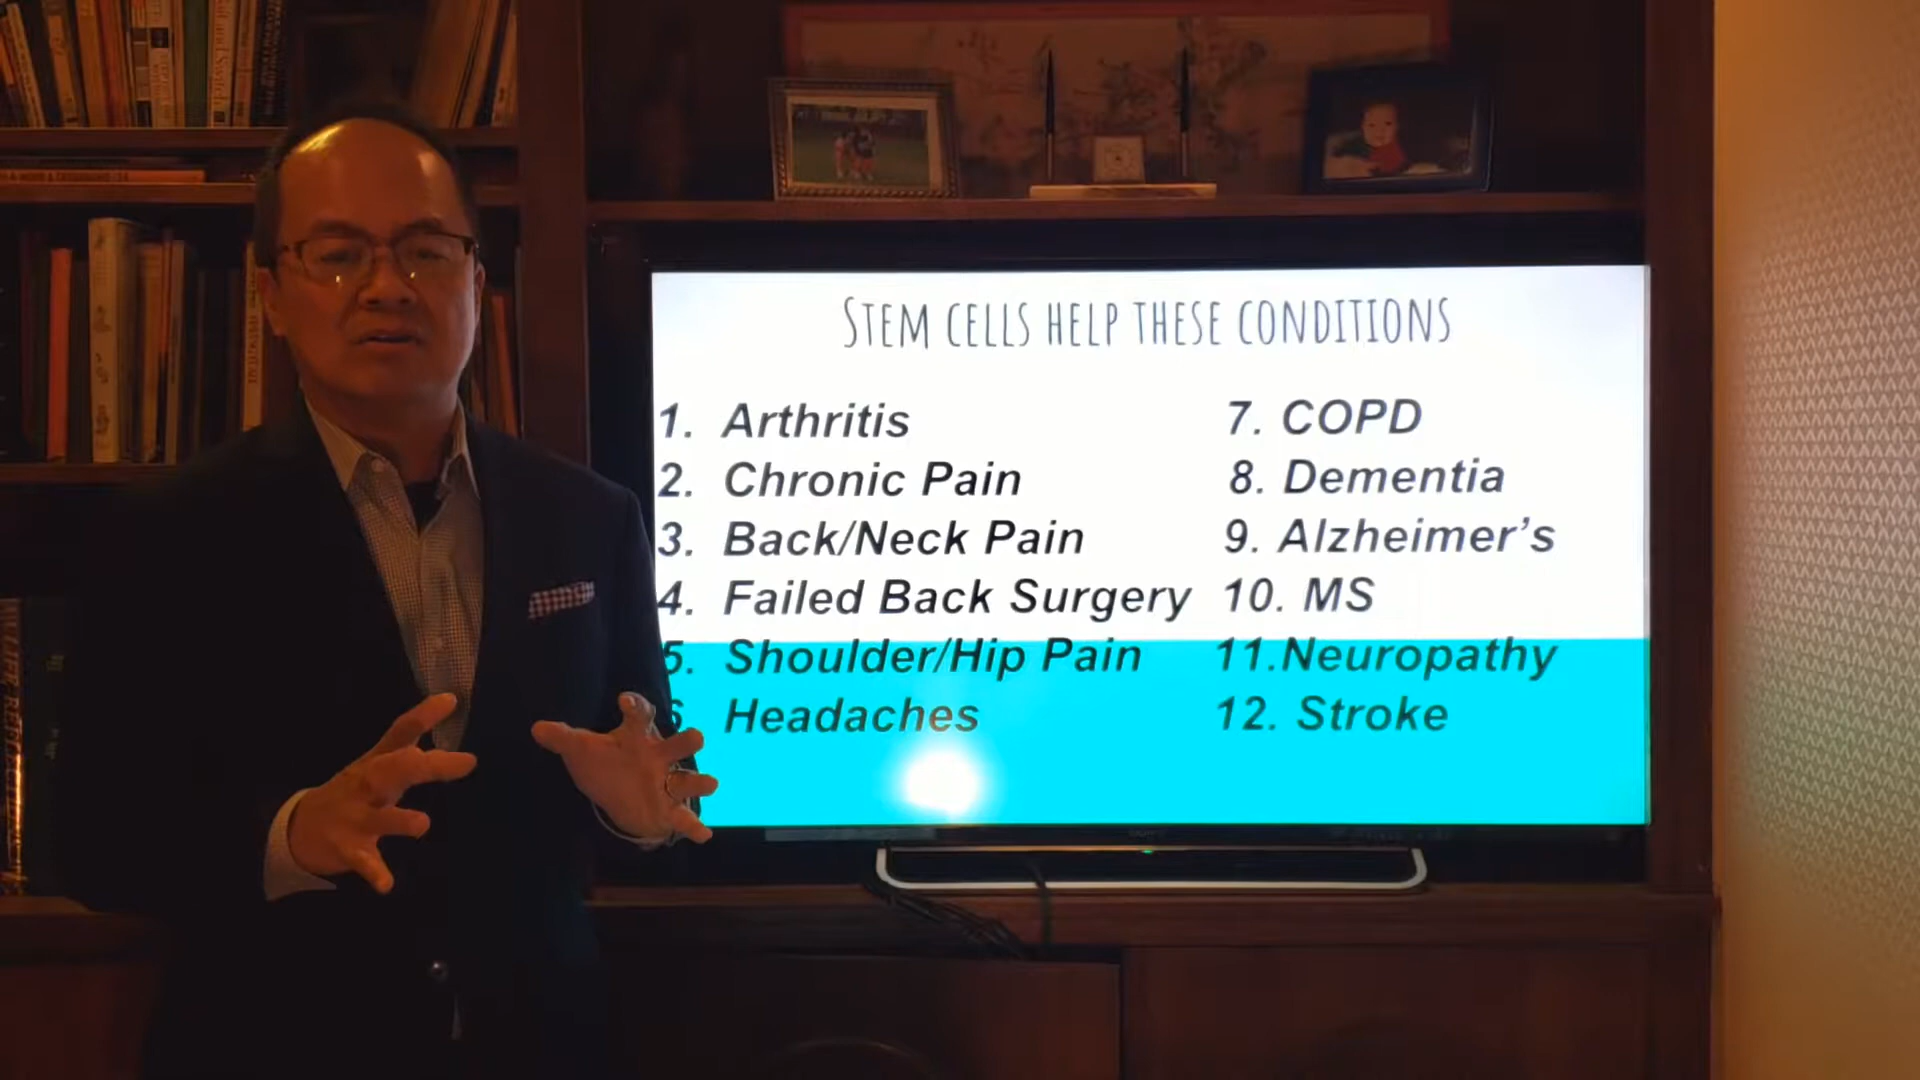 STEM CELLS HELP THESE CONDITIONS
1. Arthritis
2. Chronic Pain
3. Back/Neck Pain
4. Failed Back Surgery
5. Shoulder/Hip Pain
6. Headaches
7. COPD
8. Dementia
9. Alzheimer's
10. MS
11.Neuropathy
12. Stroke